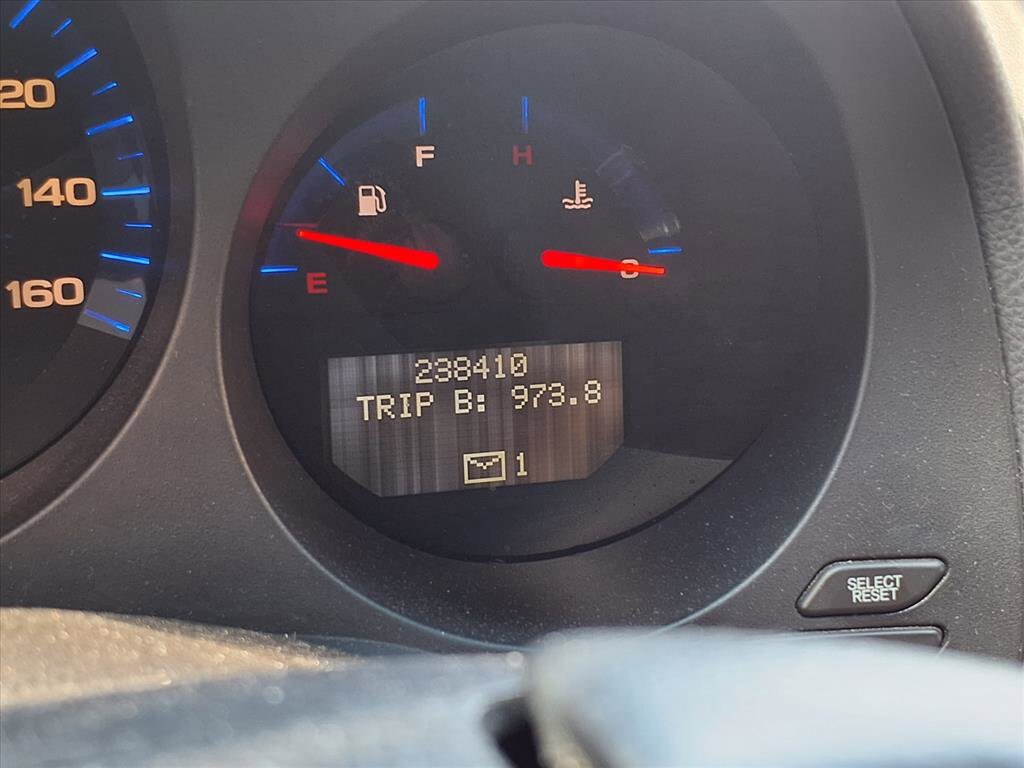 20
140
160
F
H
E
C
238410
TRIP B: 973.8
1
SELECT
RESET